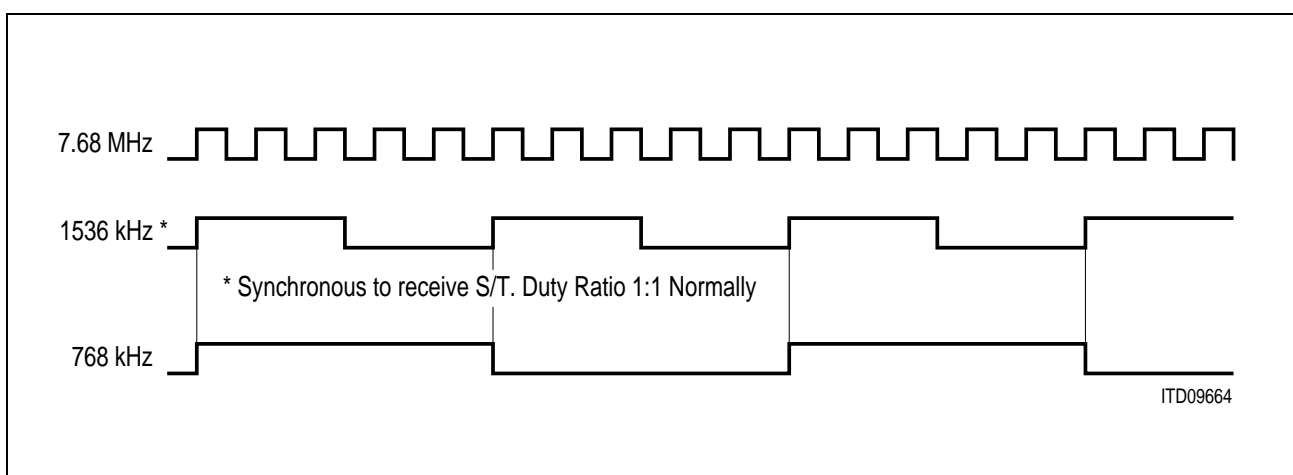 7.68 MHz
1536 kHz *
* Synchronous to receive S/T. Duty Ratio 1:1 Normally
768 kHz
ITD09664